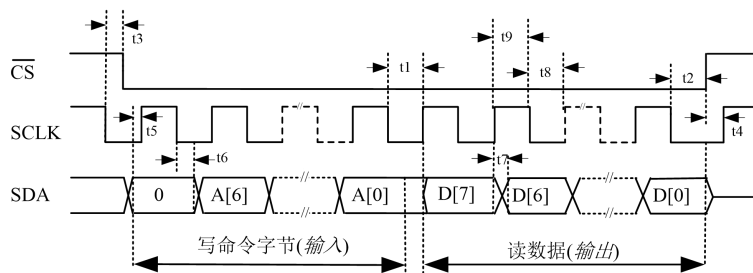 t3
t9
t1
t8
t2
CS
SCLK
t5
t6
t7
t4
SDA
0
A[6]
A[0]
D[7]
D[6]
D[0]
写命令字节(输入)
读数据(输出)